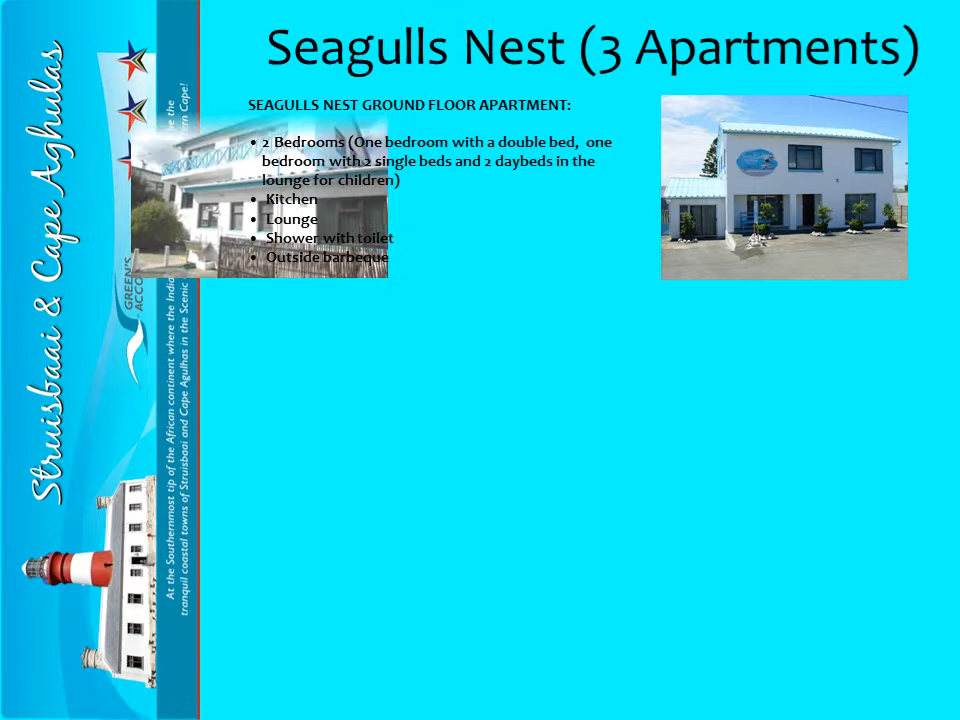 Seagulls Nest (3 Apartments)
SEAGULLS NEST GROUND FLOOR APARTMENT:
• 2 Bedrooms (One bedroom with a double bed, one
bedroom with 2 single beds and 2 daybeds in the
lounge for children)
• Kitchen
• Lounge
• Shower with toilet
• Outside barbeque
Struisbaai & Cape Aghulas
GREEN'S
ACCO
At the Southernmost tip of the African continent where the India
be the
tranquil coastal towns of Struisbaai and Cape Agulhas in the Scenic
ern Cape!